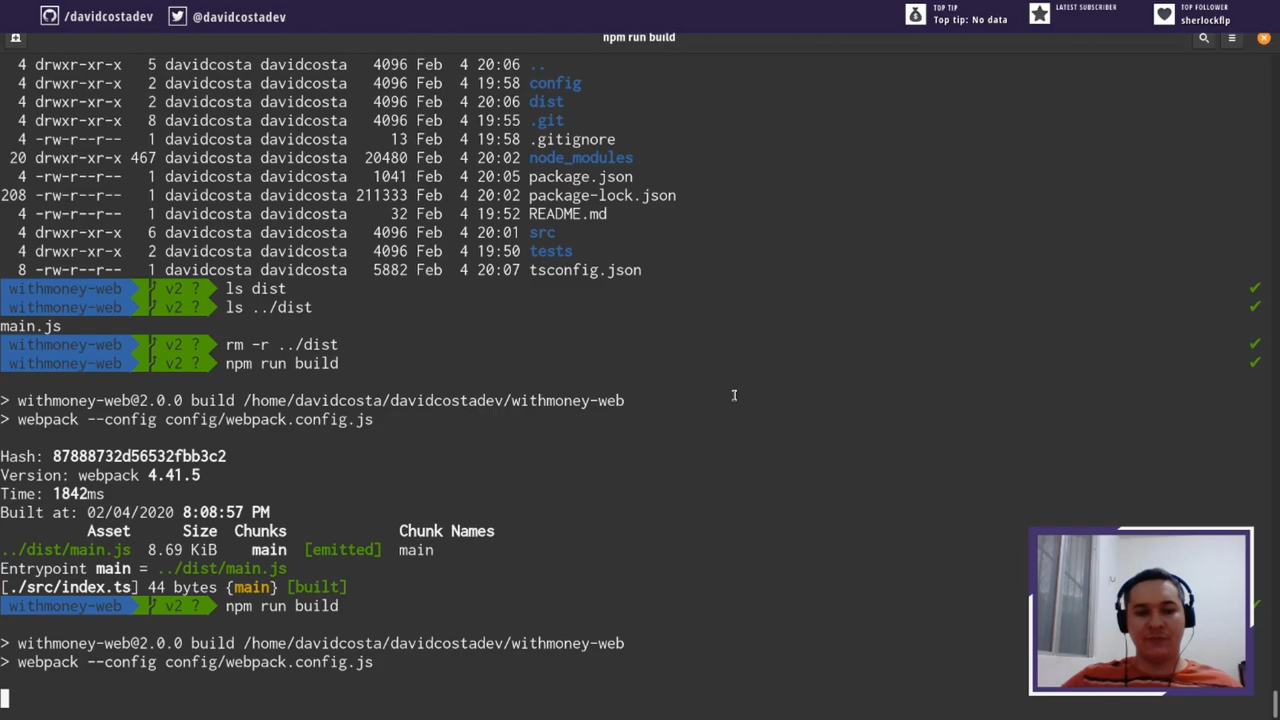 /davidcostadev @davidcostadev
TOP TIP
Top tip: No data
LATEST SUBSCRIBER
TOP FOLLOWER
sherlockflp
npm run build
4 drwxr-xr-x 5 davidcosta davidcosta 4096 Feb 4 20:06 ..
4 drwxr-xr-x 2 davidcosta davidcosta 4096 Feb 4 19:58 config
4 drwxr-xr-x 2 davidcosta davidcosta 4096 Feb 4 20:06 dist
4 drwxr-xr-x 8 davidcosta davidcosta 4096 Feb 4 19:55 .git
4 -rw-r--r-- 1 davidcosta davidcosta 13 Feb 4 19:58 .gitignore
20 drwxr-xr-x 467 davidcosta davidcosta 20480 Feb 4 20:02 node_modules
4 -rw-r--r-- 1 davidcosta davidcosta 1041 Feb 4 20:05 package.json
208 -rw-r--r-- 1 davidcosta davidcosta 211333 Feb 4 20:02 package-lock.json
4 -rw-r--r-- 1 davidcosta davidcosta 32 Feb 4 19:52 README.md
4 drwxr-xr-x 6 davidcosta davidcosta 4096 Feb 4 20:01 src
4 drwxr-xr-x 2 davidcosta davidcosta 4096 Feb 4 19:50 tests
8 -rw-r--r-- 1 davidcosta davidcosta 5882 Feb 4 20:07 tsconfig.json
withmoney-web v2 ? ls dist ✔
withmoney-web v2 ? ls ../dist ✔
main.js
withmoney-web v2 ? rm -r ../dist ✔
withmoney-web v2 ? npm run build ✔
> withmoney-web@2.0.0 build /home/davidcosta/davidcostadev/withmoney-web
> webpack --config config/webpack.config.js
Hash: 87888732d56532fbb3c2
Version: webpack 4.41.5
Time: 1842ms
Built at: 02/04/2020 8:08:57 PM
Asset Size Chunks Chunk Names
../dist/main.js 8.69 KiB main [emitted] main
Entrypoint main = ../dist/main.js
[./src/index.ts] 44 bytes {main} [built]
withmoney-web v2 ? npm run build
> withmoney-web@2.0.0 build /home/davidcosta/davidcostadev/withmoney-web
> webpack --config config/webpack.config.js